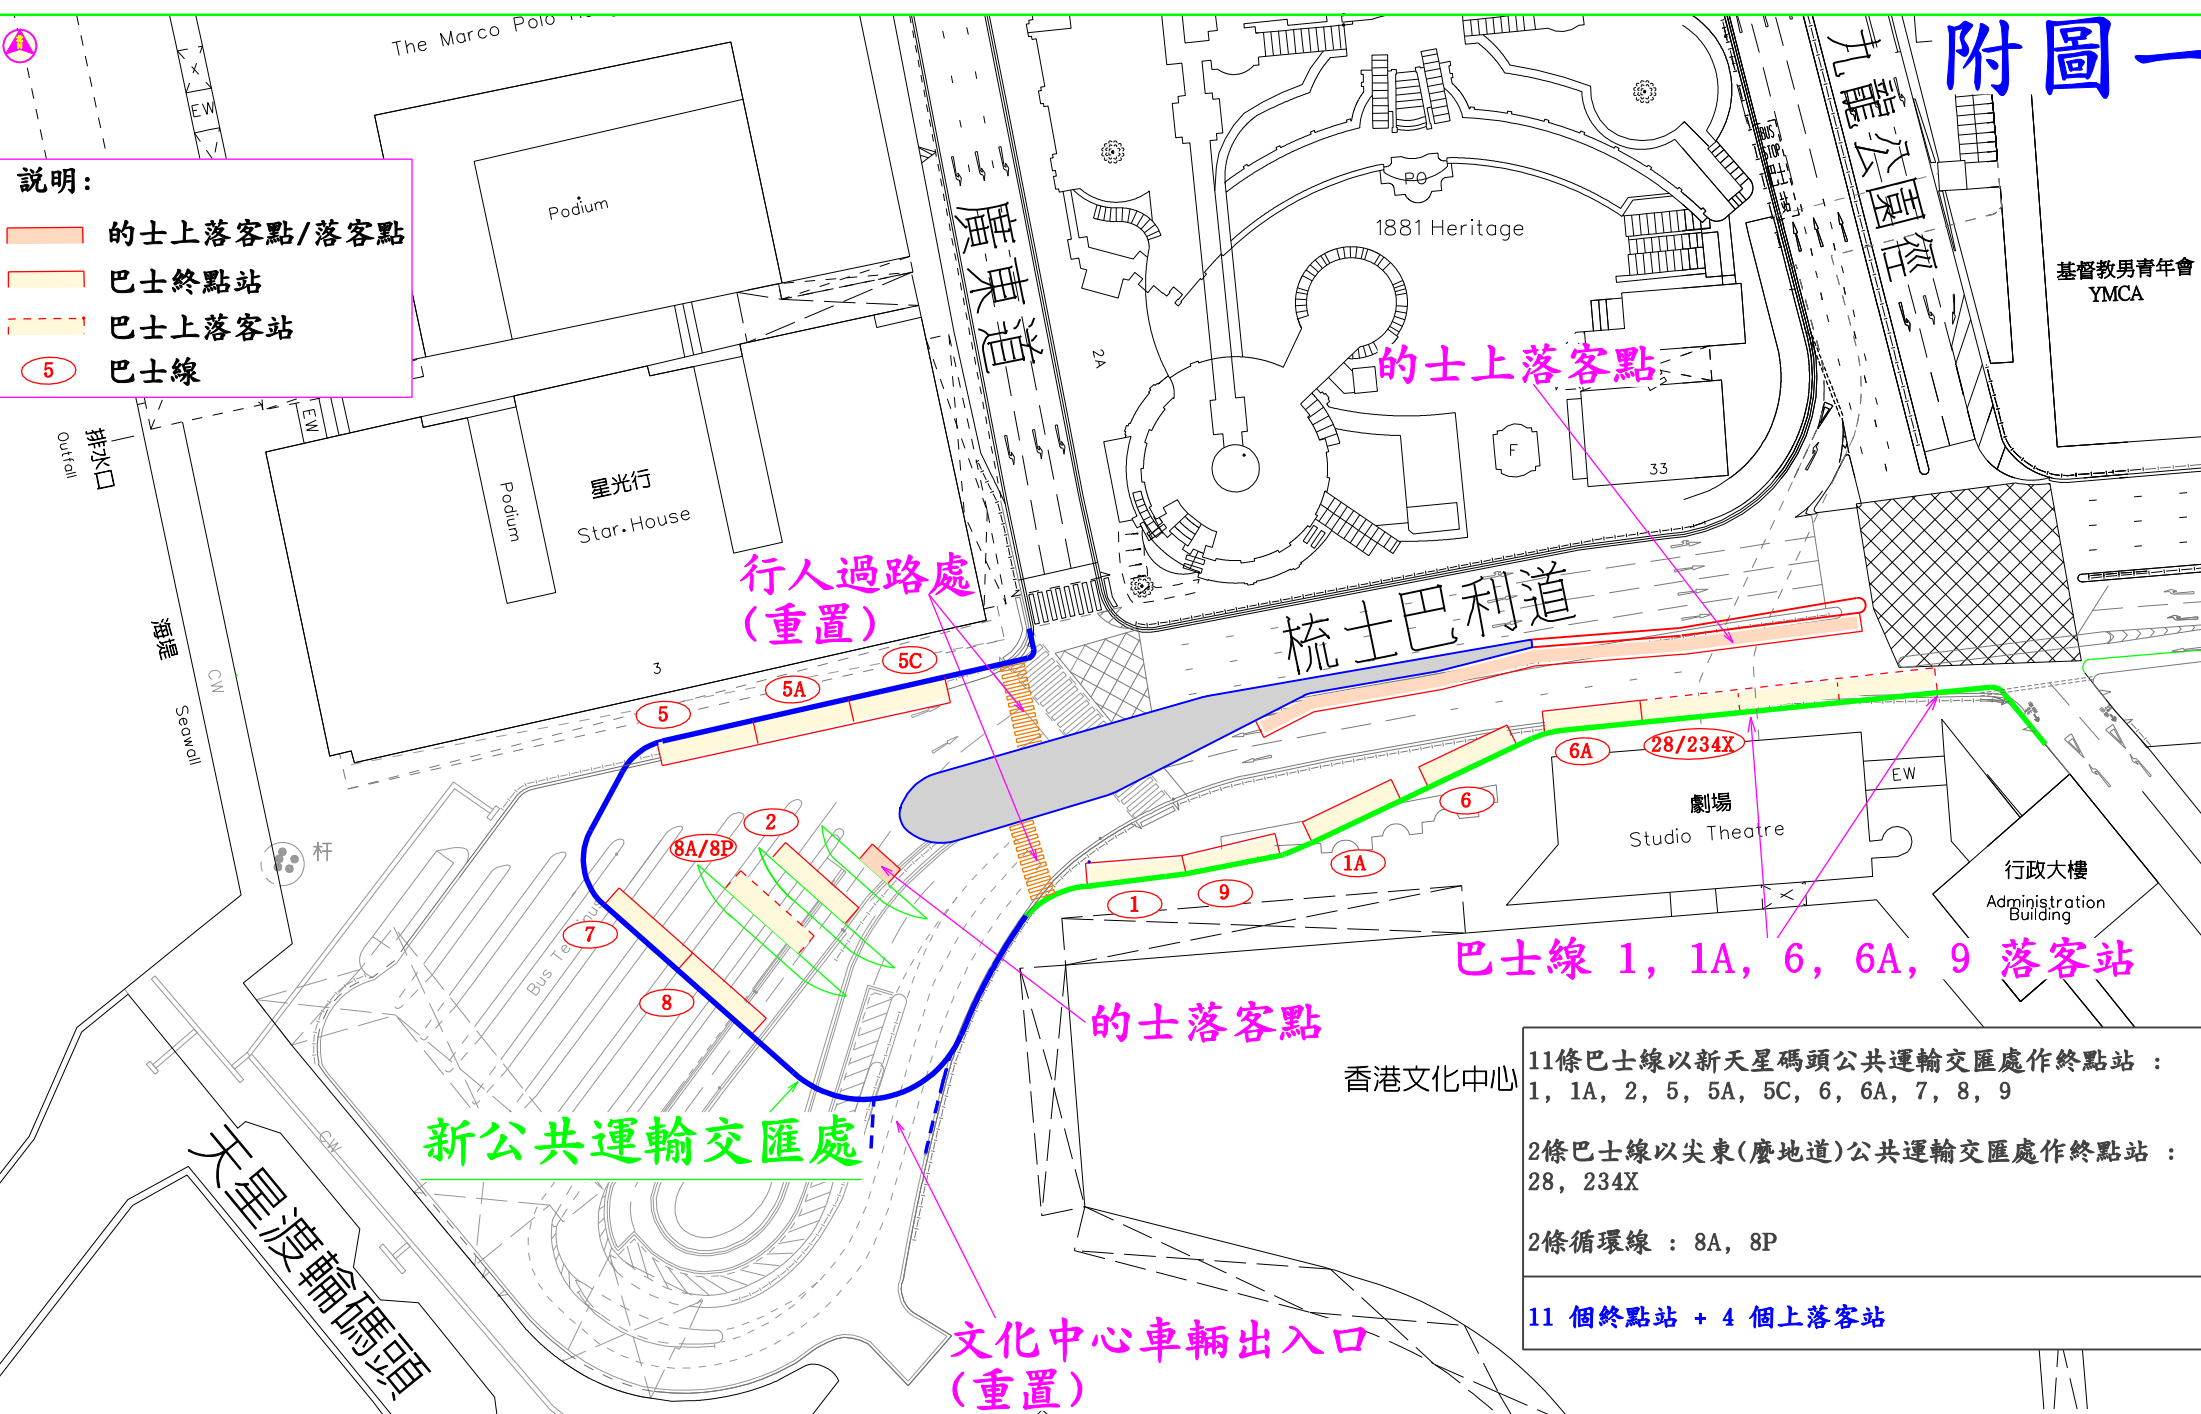 附圖一
The Marco Polo
EW
說明:
的士上落客點/落客點
巴士終點站
巴士上落客站
5 巴士線
Podium
廣東道
九龍公園徑
BUS STOP
PO
1881 Heritage
基督教男青年會
YMCA
2A
的士上落客點
2
33
F
排水口
Outfall
EW
Podium
星光行
Star House
3
行人過路處
(重置)
梳士巴利道
海堤
Seawall
CW
5
5A
5C
杆
8A/8P
2
7
8
Bus Terminus
1
9
1A
6
6A
28/234X
劇場
Studio Theatre
EW
行政大樓
Administration
Building
巴士線 1, 1A, 6, 6A, 9 落客站
的士落客點
香港文化中心
新公共運輸交匯處
CW
天星渡輪碼頭
文化中心車輛出入口
(重置)
11條巴士線以新天星碼頭公共運輸交匯處作終點站 :
1, 1A, 2, 5, 5A, 5C, 6, 6A, 7, 8, 9
2條巴士線以尖東(麼地道)公共運輸交匯處作終點站 :
28, 234X
2條循環線 : 8A, 8P
11 個終點站 + 4 個上落客站